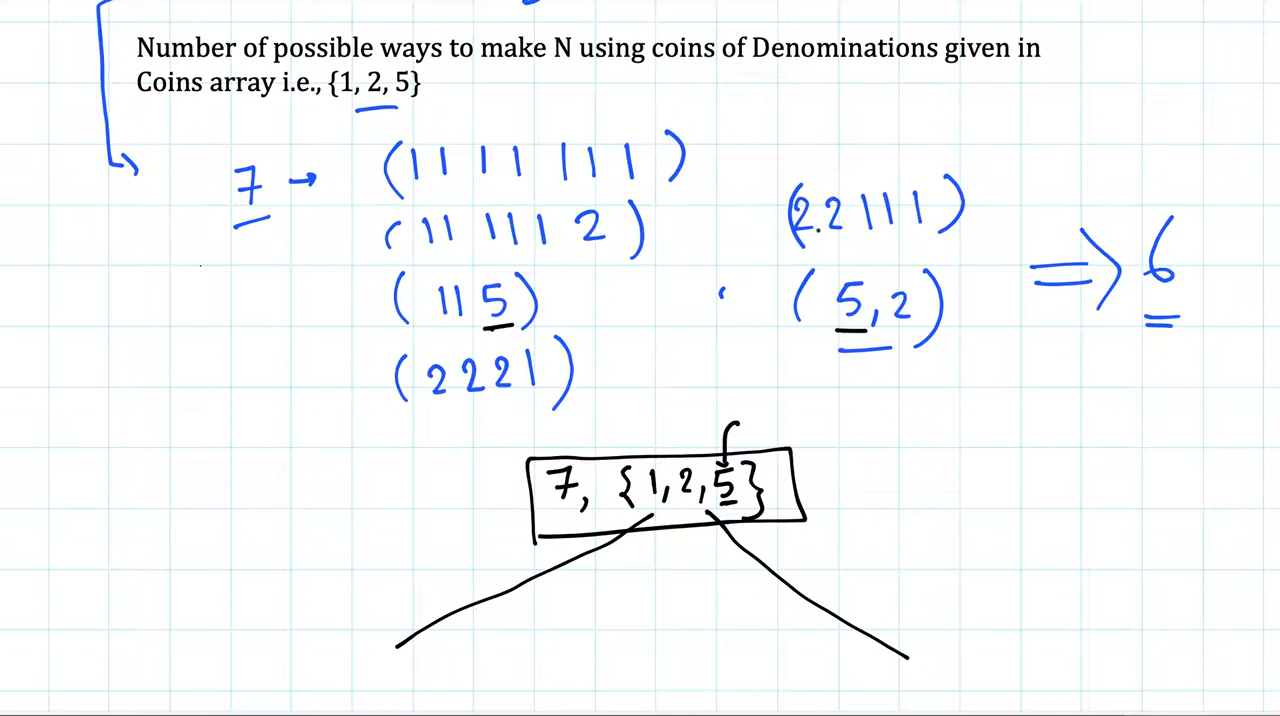 Number of possible ways to make N using coins of Denominations given in
Coins array i.e., {1, 2, 5}
7 → (1 1 1 1 1 1 1)
(1 1 1 1 1 2) (2 2 1 1 1)
(1 1 5) (5, 2) ⇒ 6
(2 2 2 1)
7, {1, 2, 5}